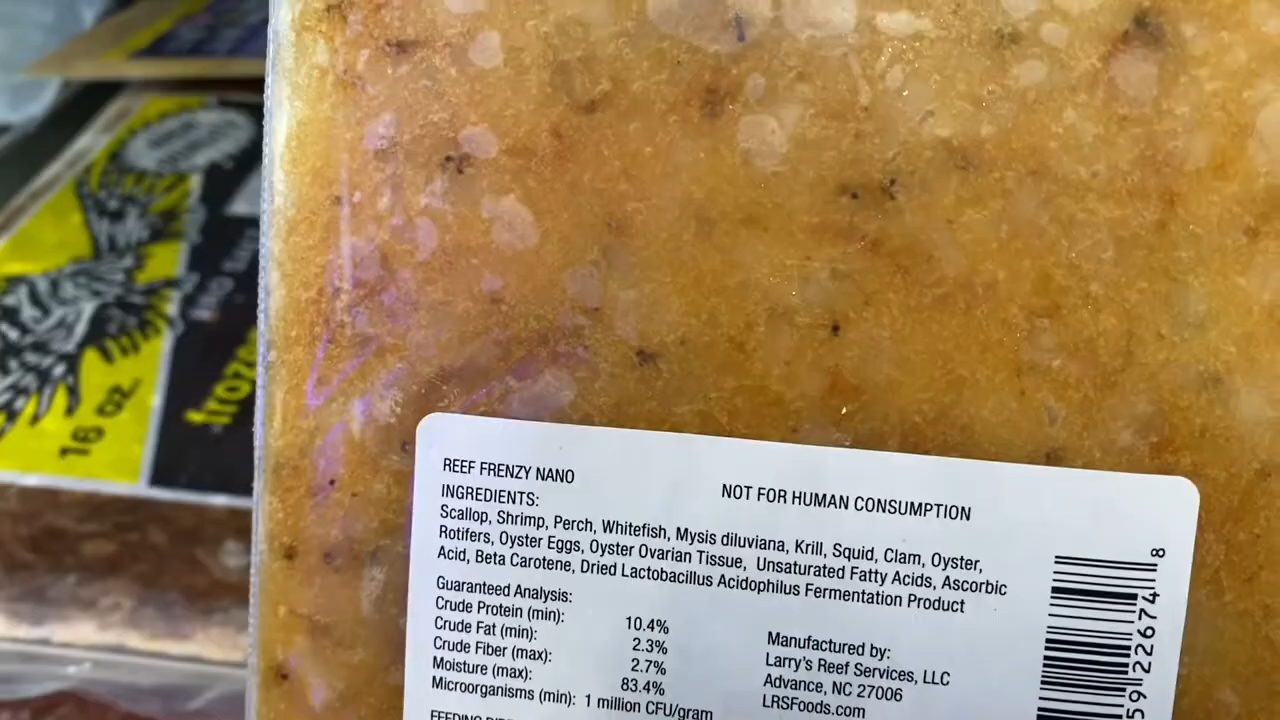 16 OZ.
REEF FRENZY NANO
NOT FOR HUMAN CONSUMPTION
INGREDIENTS:
Scallop, Shrimp, Perch, Whitefish, Mysis diluviana, Krill, Squid, Clam, Oyster,
Rotifers, Oyster Eggs, Oyster Ovarian Tissue, Unsaturated Fatty Acids, Ascorbic
Acid, Beta Carotene, Dried Lactobacillus Acidophilus Fermentation Product
Guaranteed Analysis:
Crude Protein (min): 10.4%
Crude Fat (min): 2.3%
Crude Fiber (max): 2.7%
Moisture (max): 83.4%
Microorganisms (min): 1 million CFU/gram
Manufactured by:
Larry's Reef Services, LLC
Advance, NC 27006
LRSFoods.com
59 22674 8